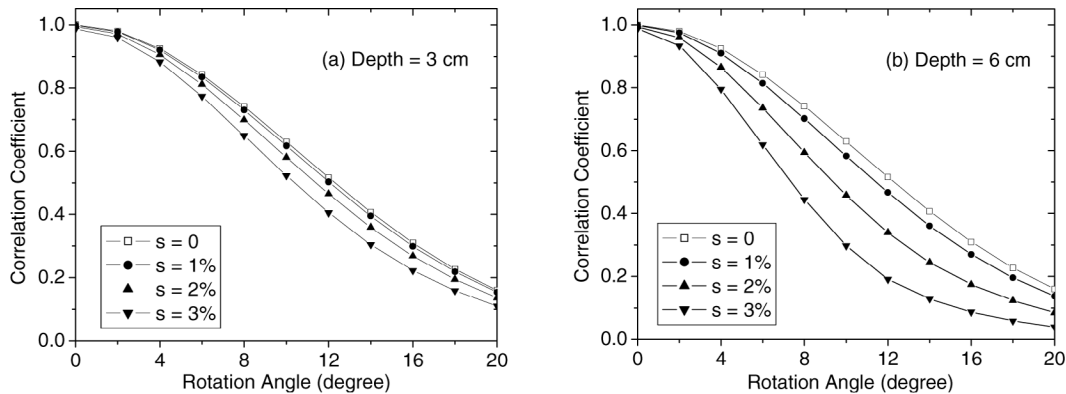 (a) Depth = 3 cm
Correlation Coefficient
1.0
0.8
0.6
0.4
0.2
0.0
s = 0
s = 1%
s = 2%
s = 3%
0 4 8 12 16 20
Rotation Angle (degree)
(b) Depth = 6 cm
Correlation Coefficient
1.0
0.8
0.6
0.4
0.2
0.0
s = 0
s = 1%
s = 2%
s = 3%
0 4 8 12 16 20
Rotation Angle (degree)